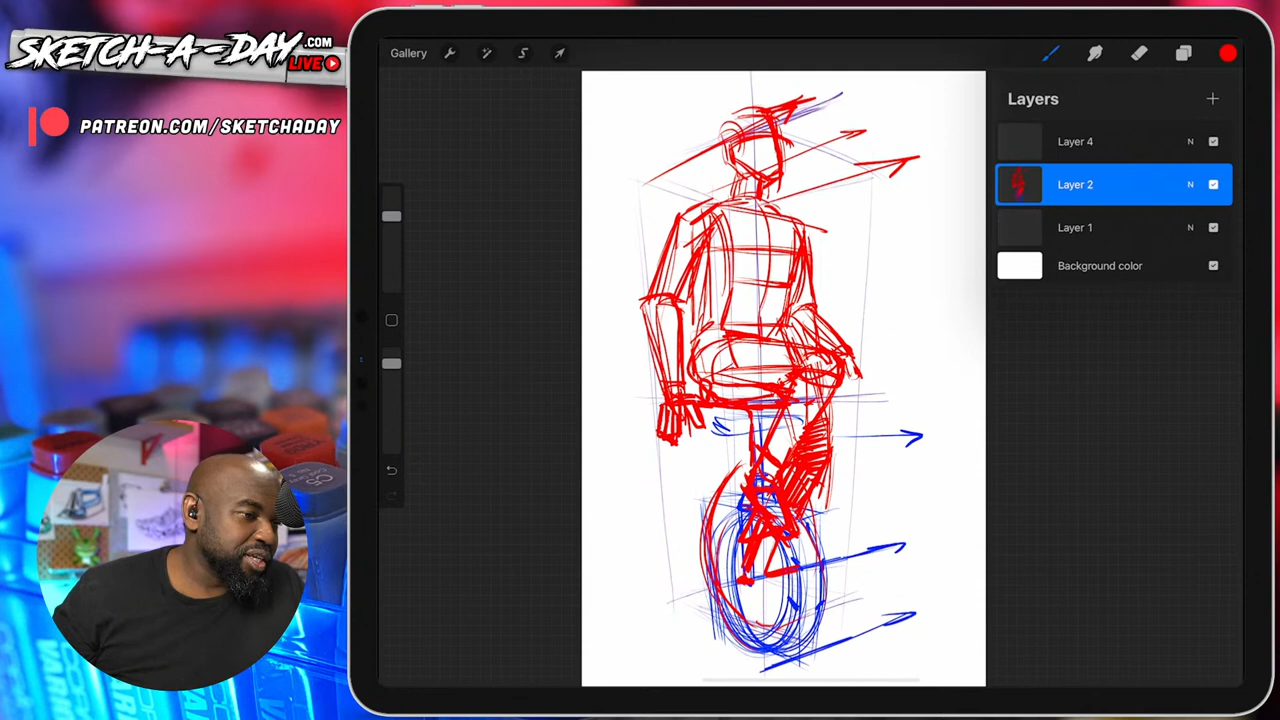 SKETCH-A-DAY.COM
LIVE
PATREON.COM/SKETCHADAY
Gallery
Layers
Layer 4 N
Layer 2 N
Layer 1 N
Background color